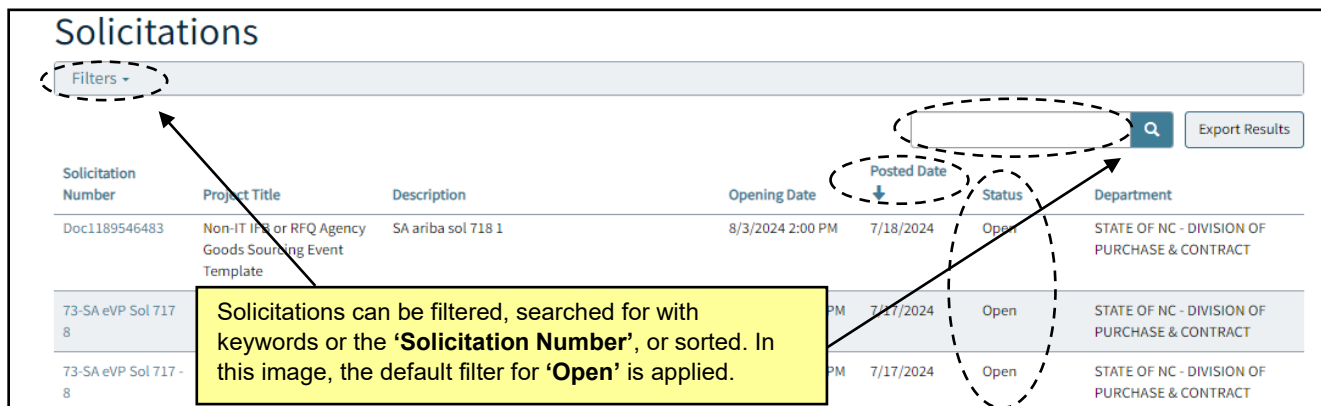 Solicitations
Filters
Export Results
Solicitation Number Project Title Description Opening Date Posted Date Status Department
Doc1189546483 Non-IT IFB or RFQ Agency Goods Sourcing Event Template SA ariba sol 718 1 8/3/2024 2:00 PM 7/18/2024 Open STATE OF NC - DIVISION OF PURCHASE & CONTRACT
73-SA eVP Sol 717 8 PM 7/17/2024 Open STATE OF NC - DIVISION OF PURCHASE & CONTRACT
73-SA eVP Sol 717 - 8 PM 7/17/2024 Open STATE OF NC - DIVISION OF PURCHASE & CONTRACT
Solicitations can be filtered, searched for with
keywords or the ‘Solicitation Number’, or sorted. In
this image, the default filter for ‘Open’ is applied.